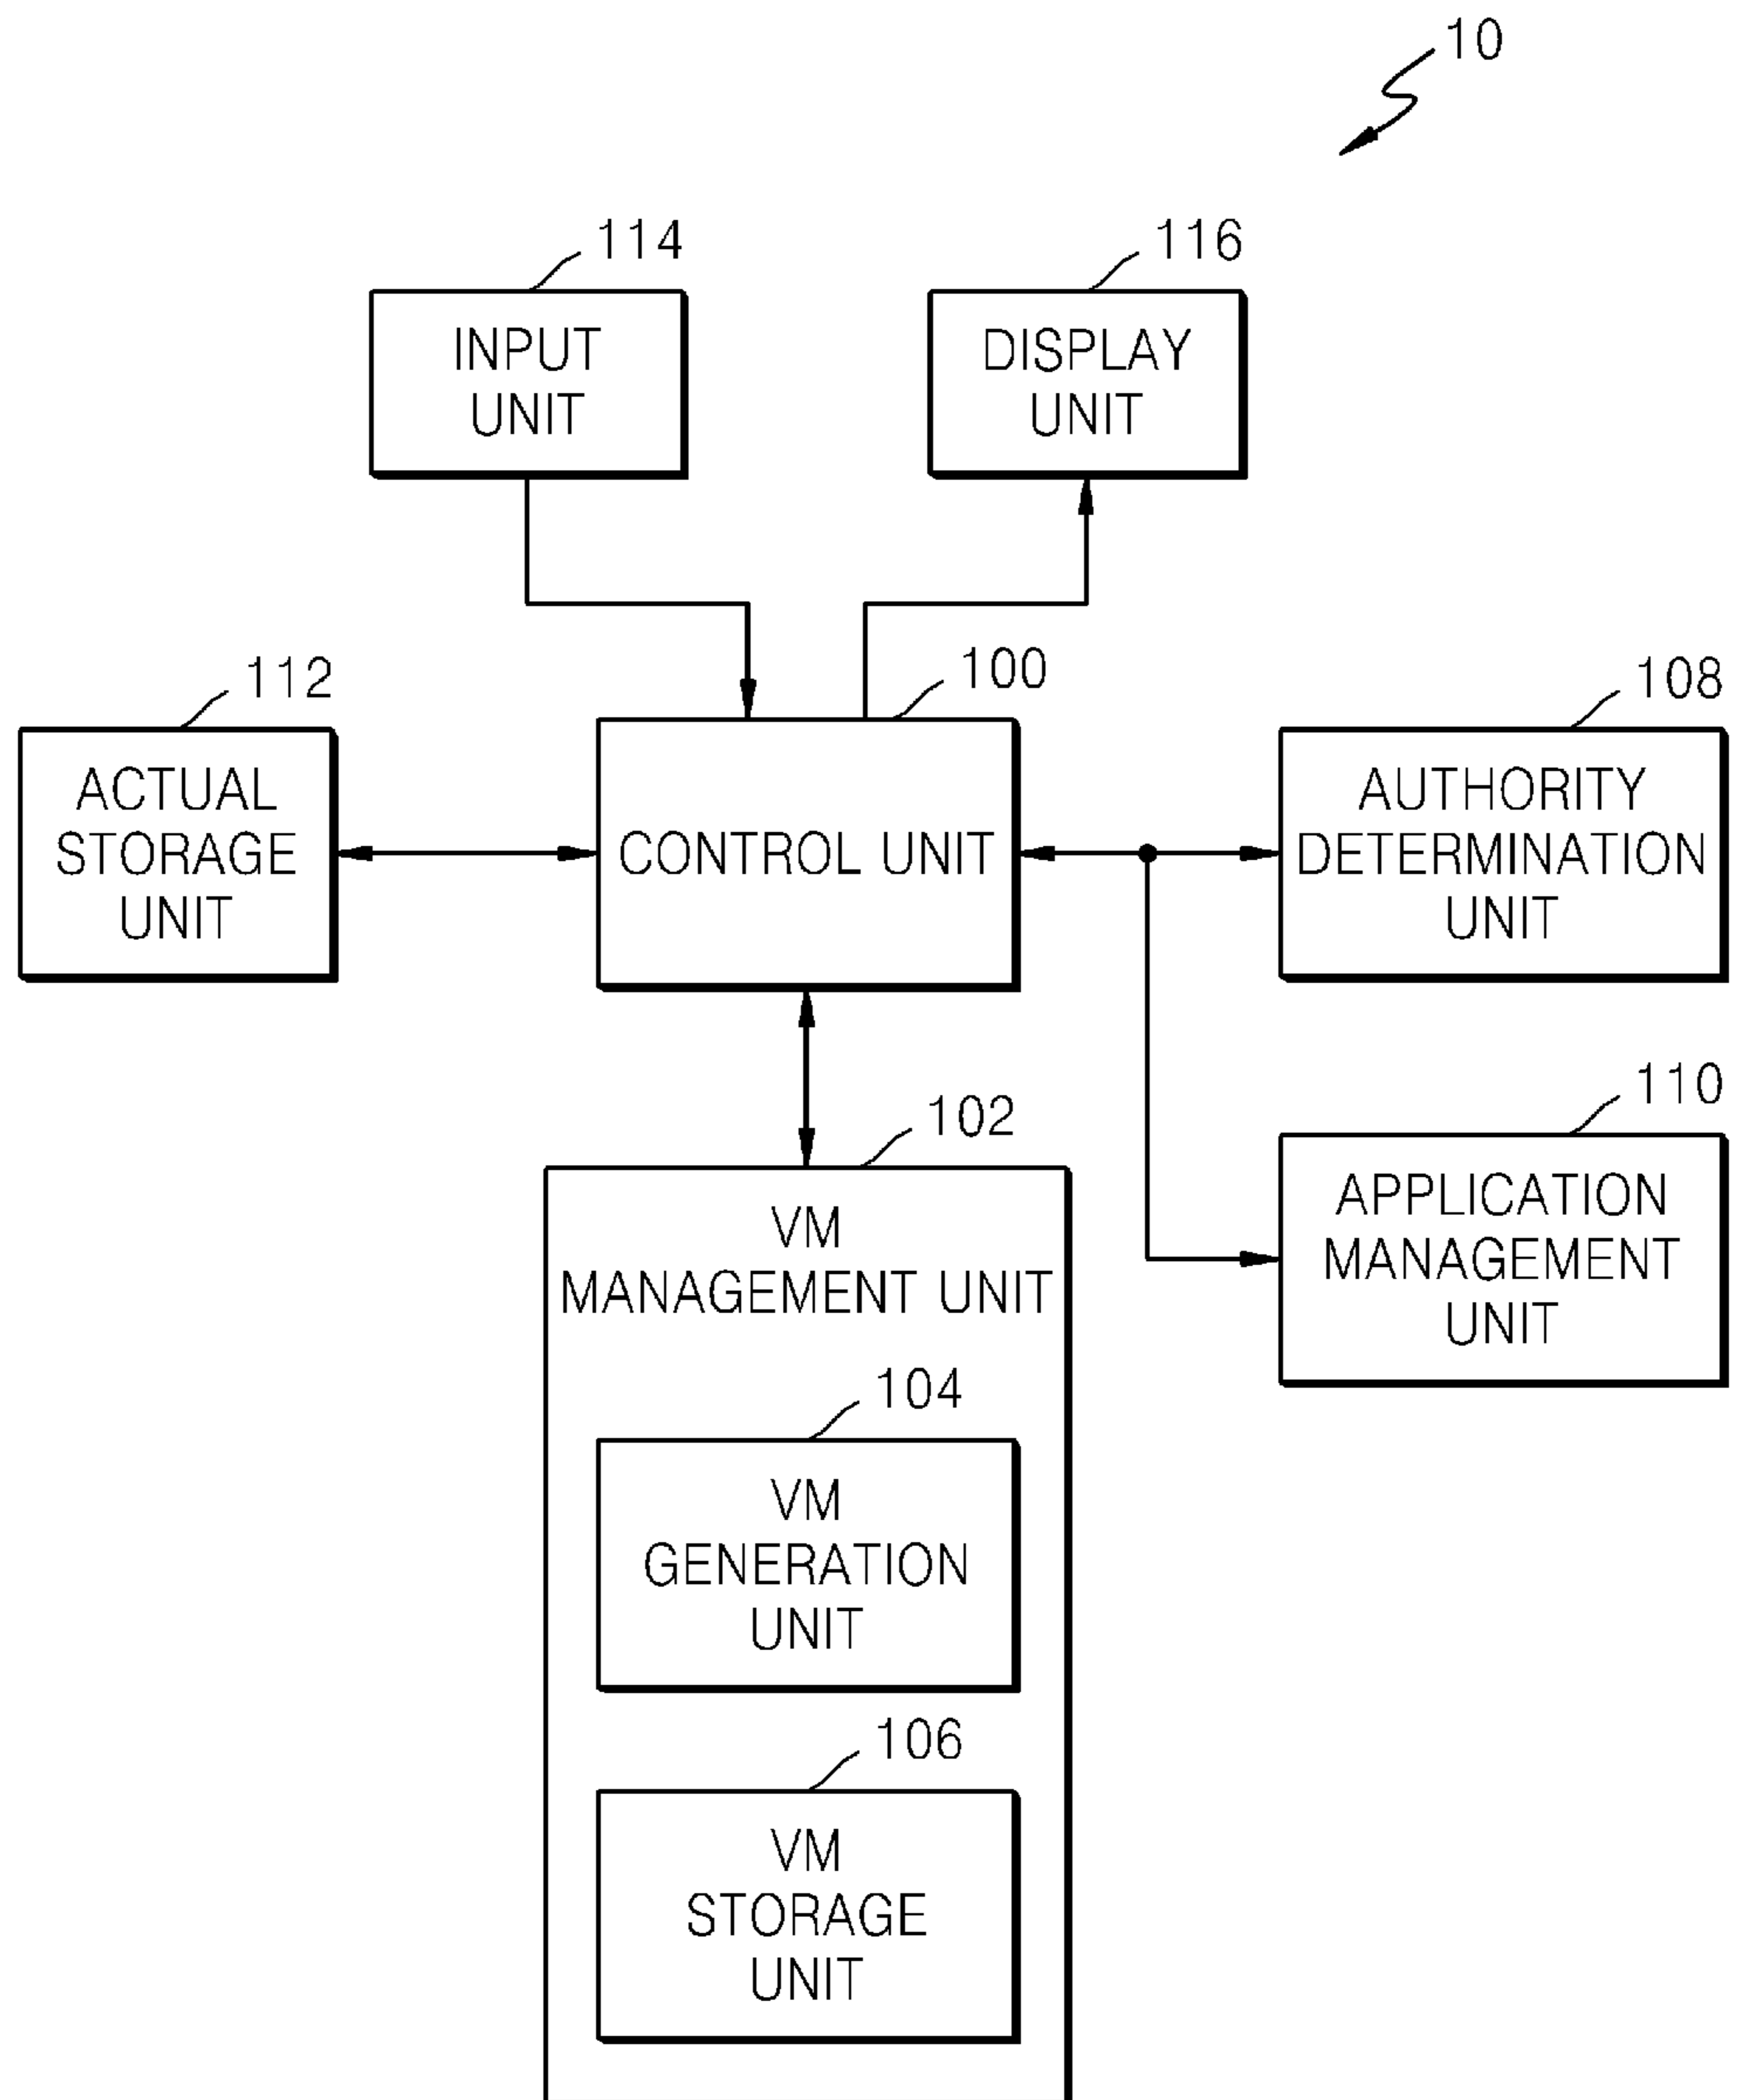 10
114
INPUT
UNIT
116
DISPLAY
UNIT
112
ACTUAL
STORAGE
UNIT
100
CONTROL UNIT
108
AUTHORITY
DETERMINATION
UNIT
110
APPLICATION
MANAGEMENT
UNIT
102
VM
MANAGEMENT UNIT
104
VM
GENERATION
UNIT
106
VM
STORAGE
UNIT